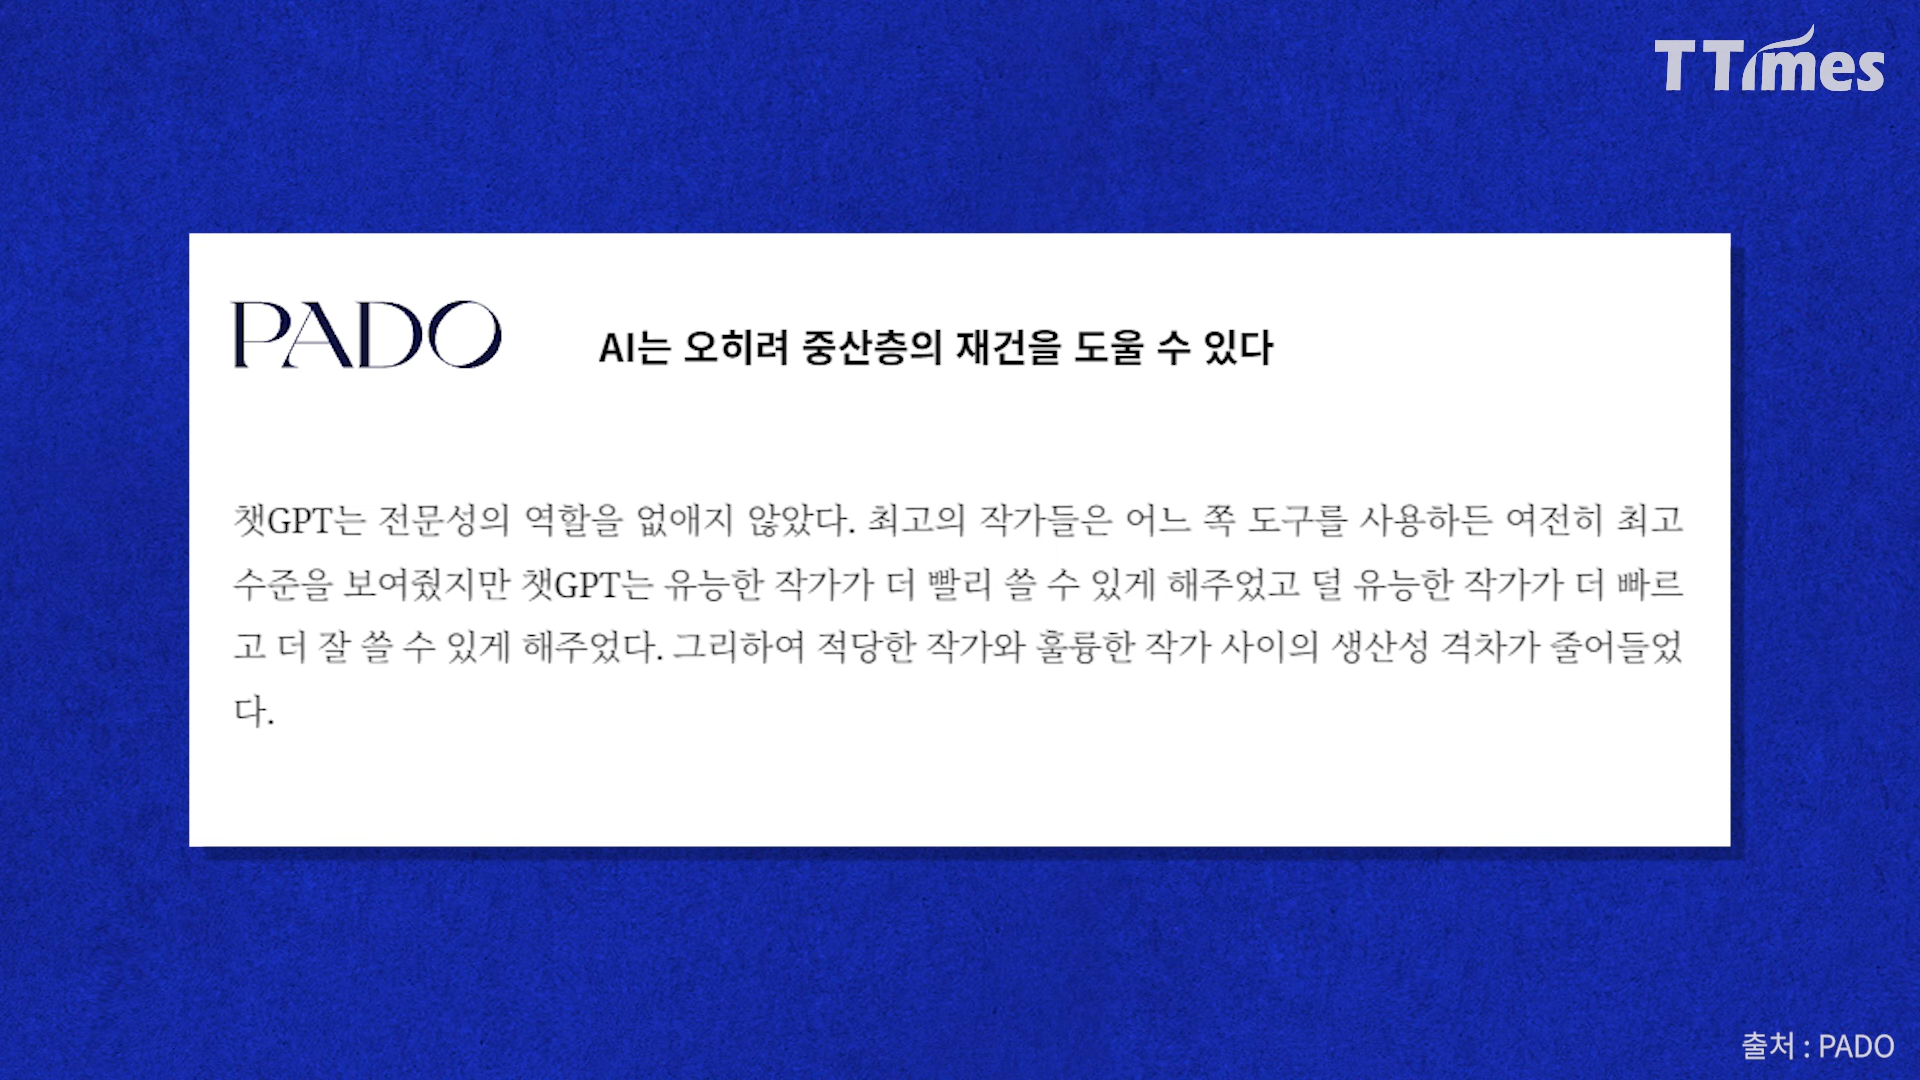 TTimes
PADO
AI는 오히려 중산층의 재건을 도울 수 있다
챗GPT는 전문성의 역할을 없애지 않았다. 최고의 작가들은 어느 쪽 도구를 사용하든 여전히 최고
수준을 보여줬지만 챗GPT는 유능한 작가가 더 빨리 쓸 수 있게 해주었고 덜 유능한 작가가 더 빠르
고 더 잘 쓸 수 있게 해주었다. 그리하여 적당한 작가와 훌륭한 작가 사이의 생산성 격차가 줄어들었
다.
출처 : PADO